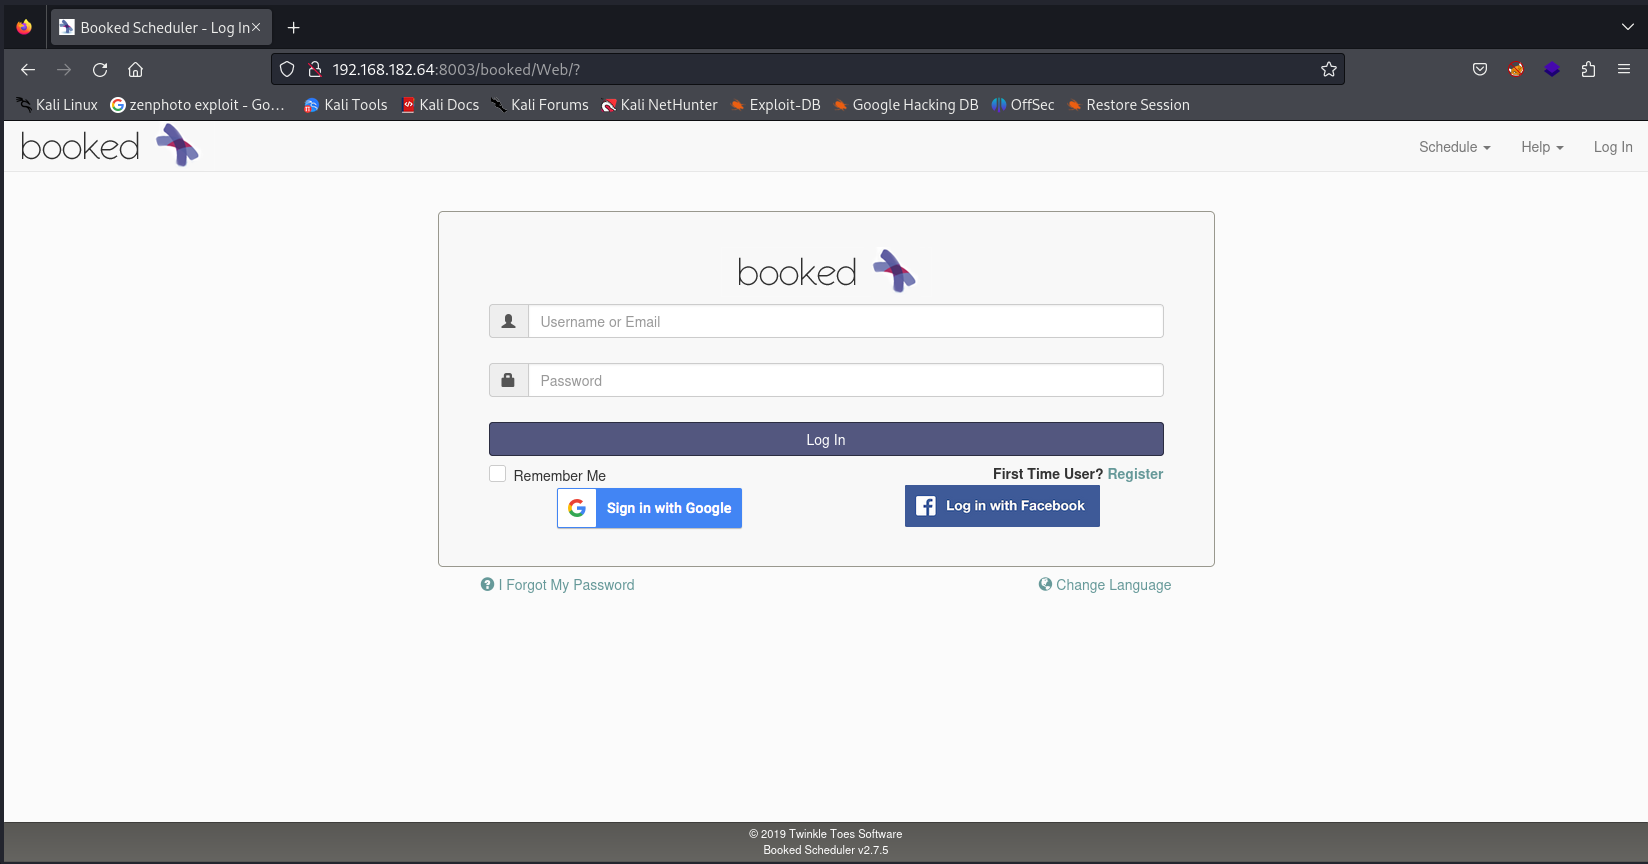 Booked Scheduler - Log In
192.168.182.64:8003/booked/Web/?
Kali Linux zenphoto exploit - Go… Kali Tools Kali Docs Kali Forums Kali NetHunter Exploit-DB Google Hacking DB OffSec Restore Session
booked Schedule Help Log In
booked
Username or Email
Password
Log In
Remember Me First Time User? Register
Sign in with Google Log in with Facebook
I Forgot My Password Change Language
© 2019 Twinkle Toes Software
Booked Scheduler v2.7.5